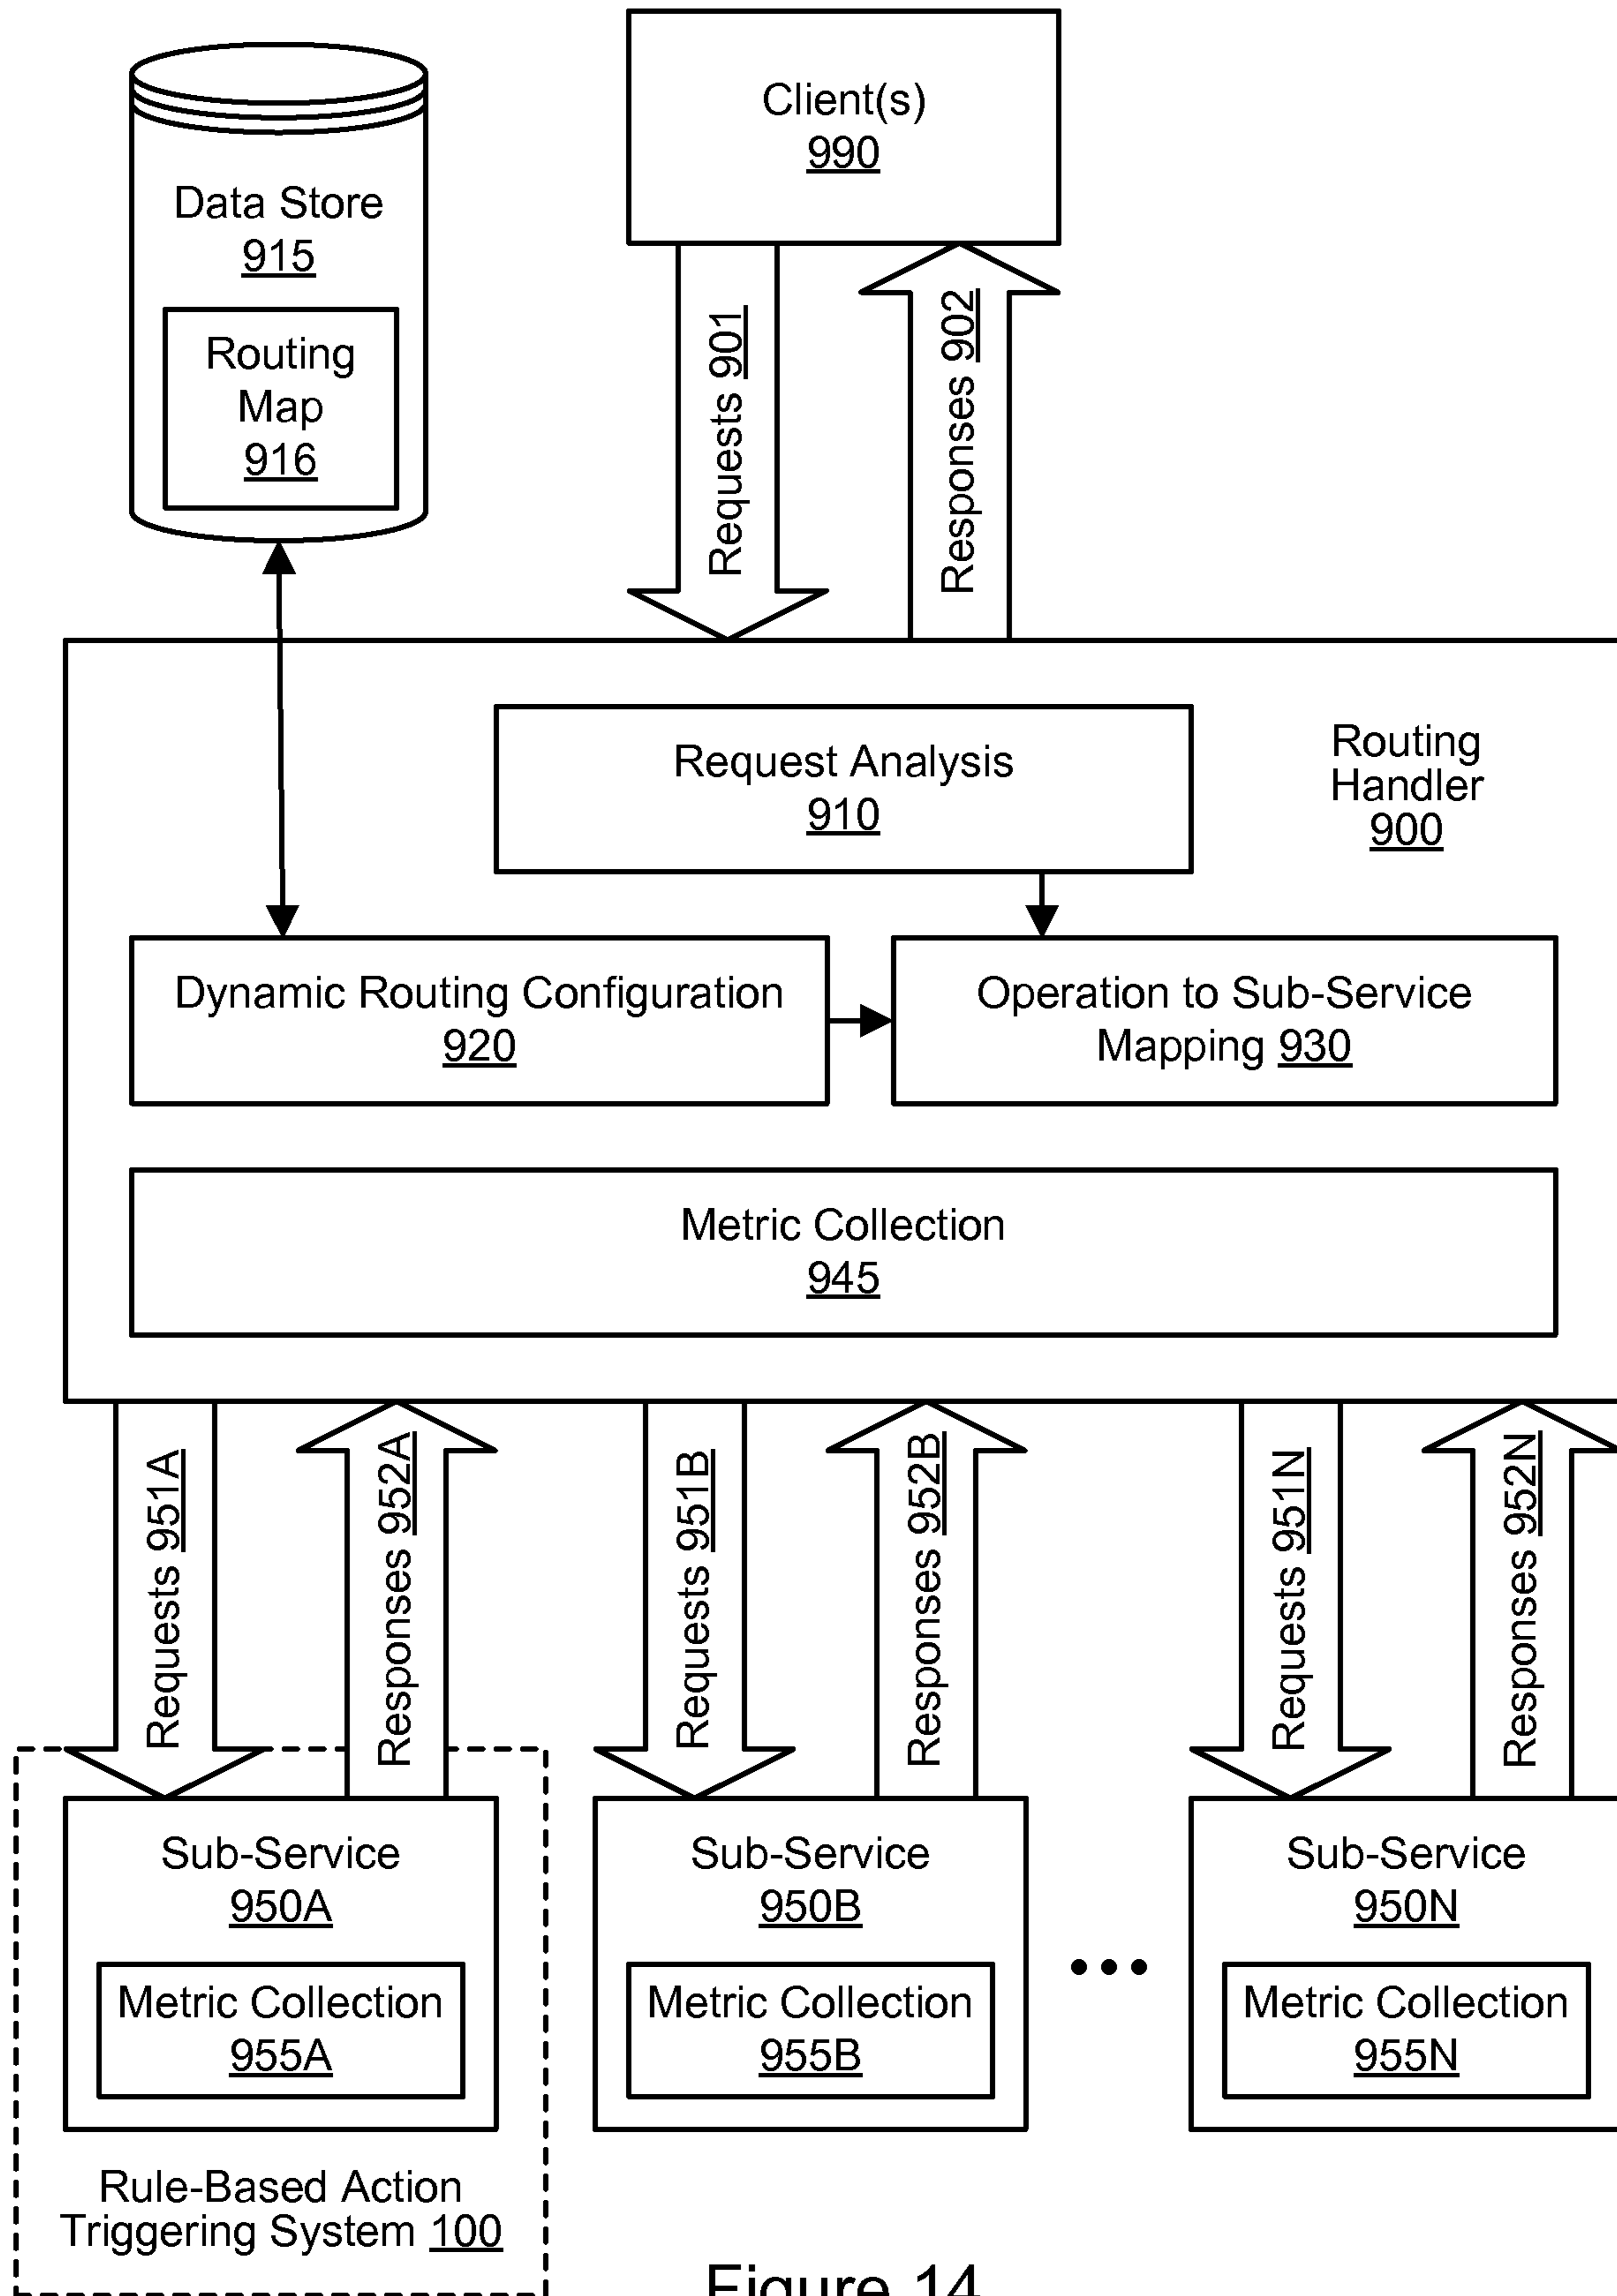 Client(s)
990
Data Store
915
Routing
Map
916
Requests 901
Responses 902
Request Analysis
910
Routing
Handler
900
Dynamic Routing Configuration
920
Operation to Sub-Service
Mapping 930
Metric Collection
945
Requests 951A
Responses 952A
Requests 951B
Responses 952B
Requests 951N
Responses 952N
Sub-Service
950A
Metric Collection
955A
Sub-Service
950B
Metric Collection
955B
Sub-Service
950N
Metric Collection
955N
Rule-Based Action
Triggering System 100
Figure 14